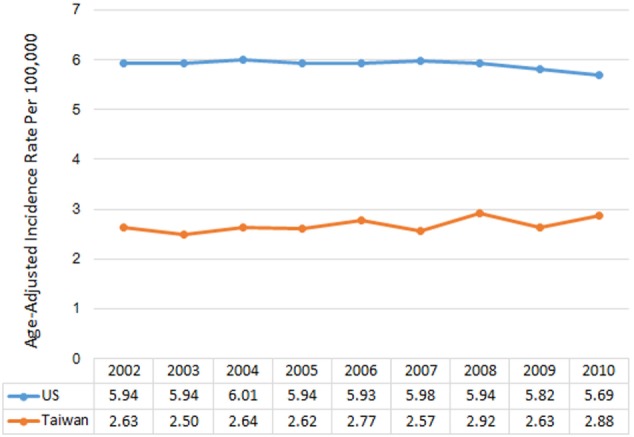 Age-Adjusted Incidence Rate Per 100,000
7
6
5
4
3
2
1
0
2002 2003 2004 2005 2006 2007 2008 2009 2010
US 5.94 5.94 6.01 5.94 5.93 5.98 5.94 5.82 5.69
Taiwan 2.63 2.50 2.64 2.62 2.77 2.57 2.92 2.63 2.88